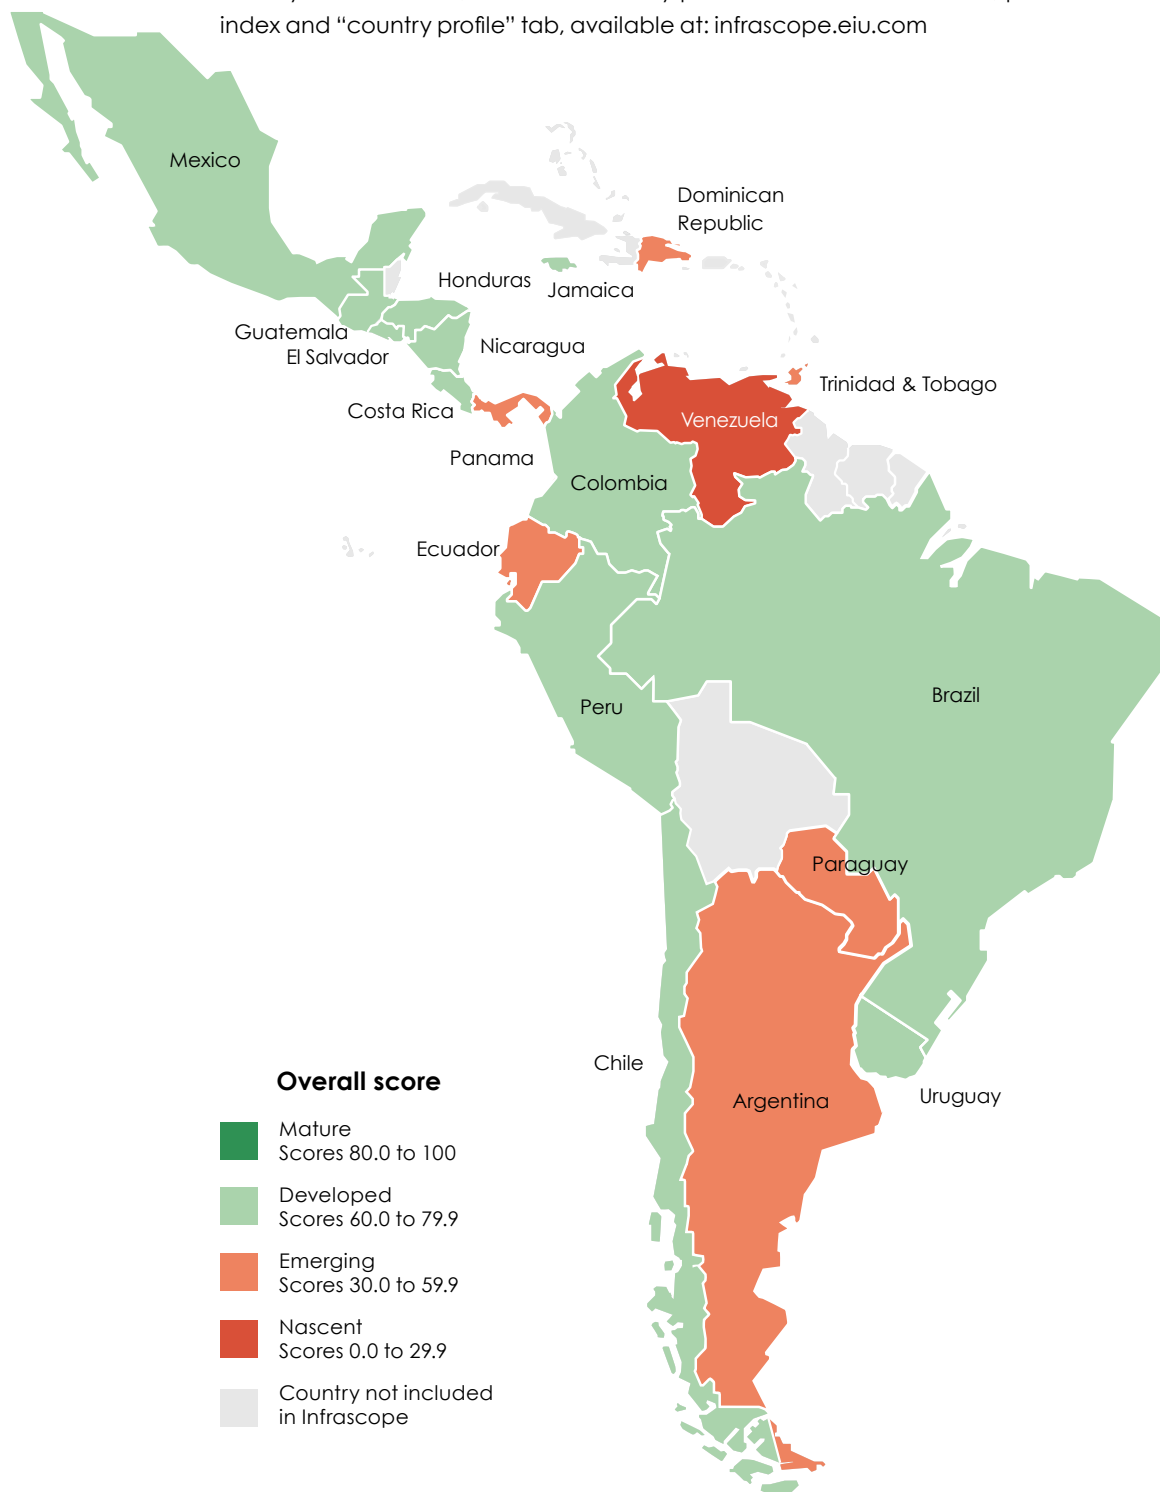 index and “country profile” tab, available at: infrascope.eiu.com
Mexico
Dominican
Republic
Honduras
Jamaica
Guatemala
El Salvador
Nicaragua
Trinidad & Tobago
Costa Rica
Venezuela
Panama
Colombia
Ecuador
Brazil
Peru
Paraguay
Chile
Argentina
Uruguay
Overall score
Mature
Scores 80.0 to 100
Developed
Scores 60.0 to 79.9
Emerging
Scores 30.0 to 59.9
Nascent
Scores 0.0 to 29.9
Country not included
in Infrascope